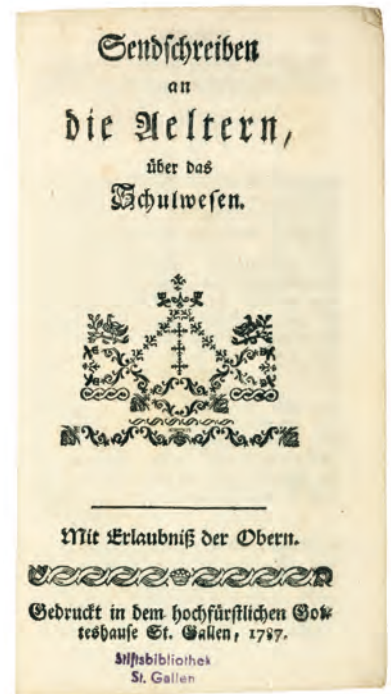 Sendschreiben
an
die Aeltern,
über das
Schulwesen.
Mit Erlaubniß der Obern.
Gedruckt in dem hochfürstlichen Got-
teshause St. Gallen, 1787.
Stiftsbibliothek
St. Gallen